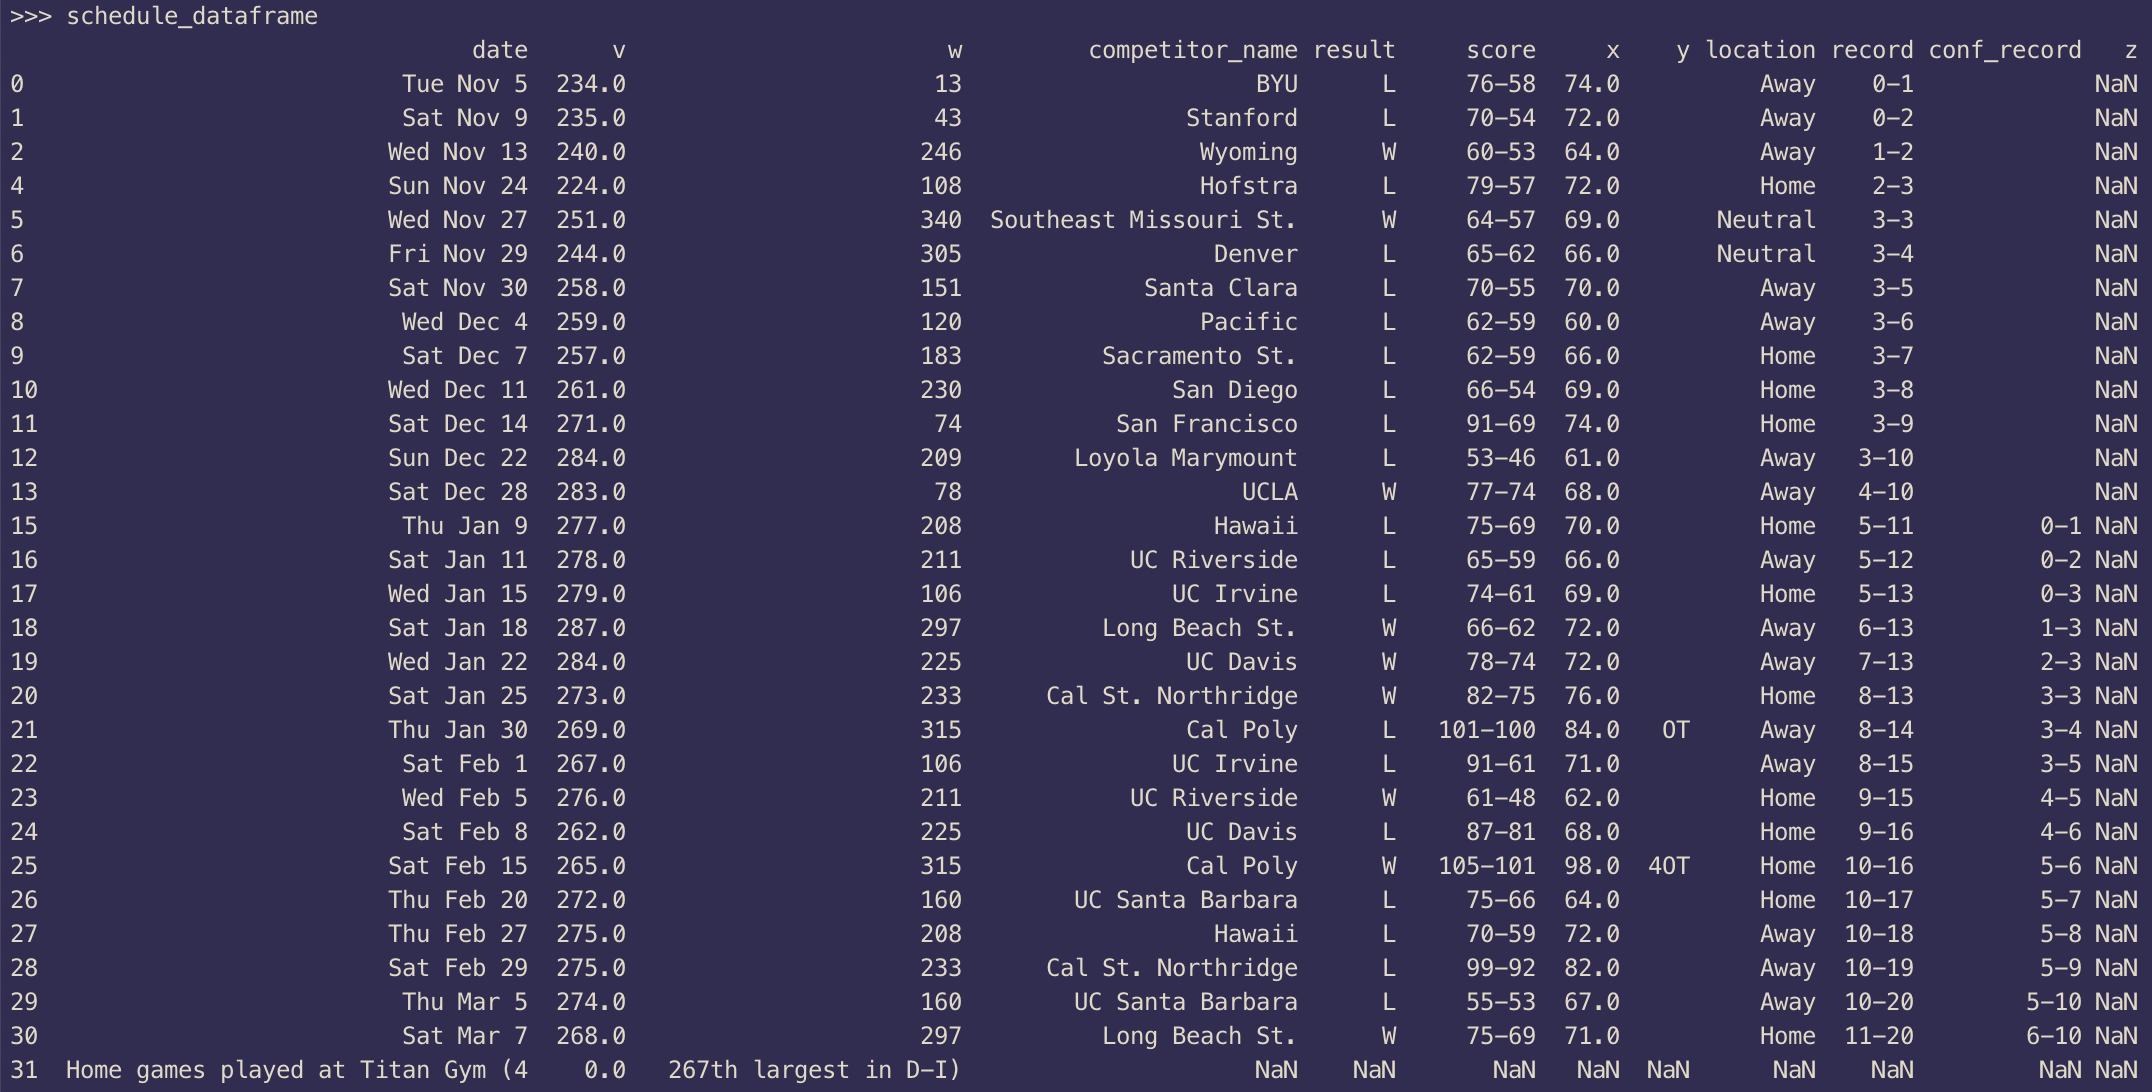 >>> schedule_dataframe
date v w competitor_name result score x y location record conf_record z
0 Tue Nov 5 234.0 13 BYU L 76-58 74.0 Away 0-1 NaN
1 Sat Nov 9 235.0 43 Stanford L 70-54 72.0 Away 0-2 NaN
2 Wed Nov 13 240.0 246 Wyoming W 60-53 64.0 Away 1-2 NaN
4 Sun Nov 24 224.0 108 Hofstra L 79-57 72.0 Home 2-3 NaN
5 Wed Nov 27 251.0 340 Southeast Missouri St. W 64-57 69.0 Neutral 3-3 NaN
6 Fri Nov 29 244.0 305 Denver L 65-62 66.0 Neutral 3-4 NaN
7 Sat Nov 30 258.0 151 Santa Clara L 70-55 70.0 Away 3-5 NaN
8 Wed Dec 4 259.0 120 Pacific L 62-59 60.0 Away 3-6 NaN
9 Sat Dec 7 257.0 183 Sacramento St. L 62-59 66.0 Home 3-7 NaN
10 Wed Dec 11 261.0 230 San Diego L 66-54 69.0 Home 3-8 NaN
11 Sat Dec 14 271.0 74 San Francisco L 91-69 74.0 Home 3-9 NaN
12 Sun Dec 22 284.0 209 Loyola Marymount L 53-46 61.0 Away 3-10 NaN
13 Sat Dec 28 283.0 78 UCLA W 77-74 68.0 Away 4-10 NaN
15 Thu Jan 9 277.0 208 Hawaii L 75-69 70.0 Home 5-11 0-1 NaN
16 Sat Jan 11 278.0 211 UC Riverside L 65-59 66.0 Away 5-12 0-2 NaN
17 Wed Jan 15 279.0 106 UC Irvine L 74-61 69.0 Home 5-13 0-3 NaN
18 Sat Jan 18 287.0 297 Long Beach St. W 66-62 72.0 Away 6-13 1-3 NaN
19 Wed Jan 22 284.0 225 UC Davis W 78-74 72.0 Away 7-13 2-3 NaN
20 Sat Jan 25 273.0 233 Cal St. Northridge W 82-75 76.0 Home 8-13 3-3 NaN
21 Thu Jan 30 269.0 315 Cal Poly L 101-100 84.0 OT Away 8-14 3-4 NaN
22 Sat Feb 1 267.0 106 UC Irvine L 91-61 71.0 Away 8-15 3-5 NaN
23 Wed Feb 5 276.0 211 UC Riverside W 61-48 62.0 Home 9-15 4-5 NaN
24 Sat Feb 8 262.0 225 UC Davis L 87-81 68.0 Home 9-16 4-6 NaN
25 Sat Feb 15 265.0 315 Cal Poly W 105-101 98.0 4OT Home 10-16 5-6 NaN
26 Thu Feb 20 272.0 160 UC Santa Barbara L 75-66 64.0 Home 10-17 5-7 NaN
27 Thu Feb 27 275.0 208 Hawaii L 70-59 72.0 Away 10-18 5-8 NaN
28 Sat Feb 29 275.0 233 Cal St. Northridge L 99-92 82.0 Away 10-19 5-9 NaN
29 Thu Mar 5 274.0 160 UC Santa Barbara L 55-53 67.0 Away 10-20 5-10 NaN
30 Sat Mar 7 268.0 297 Long Beach St. W 75-69 71.0 Home 11-20 6-10 NaN
31 Home games played at Titan Gym (4 0.0 267th largest in D-I) NaN NaN NaN NaN NaN NaN NaN NaN NaN